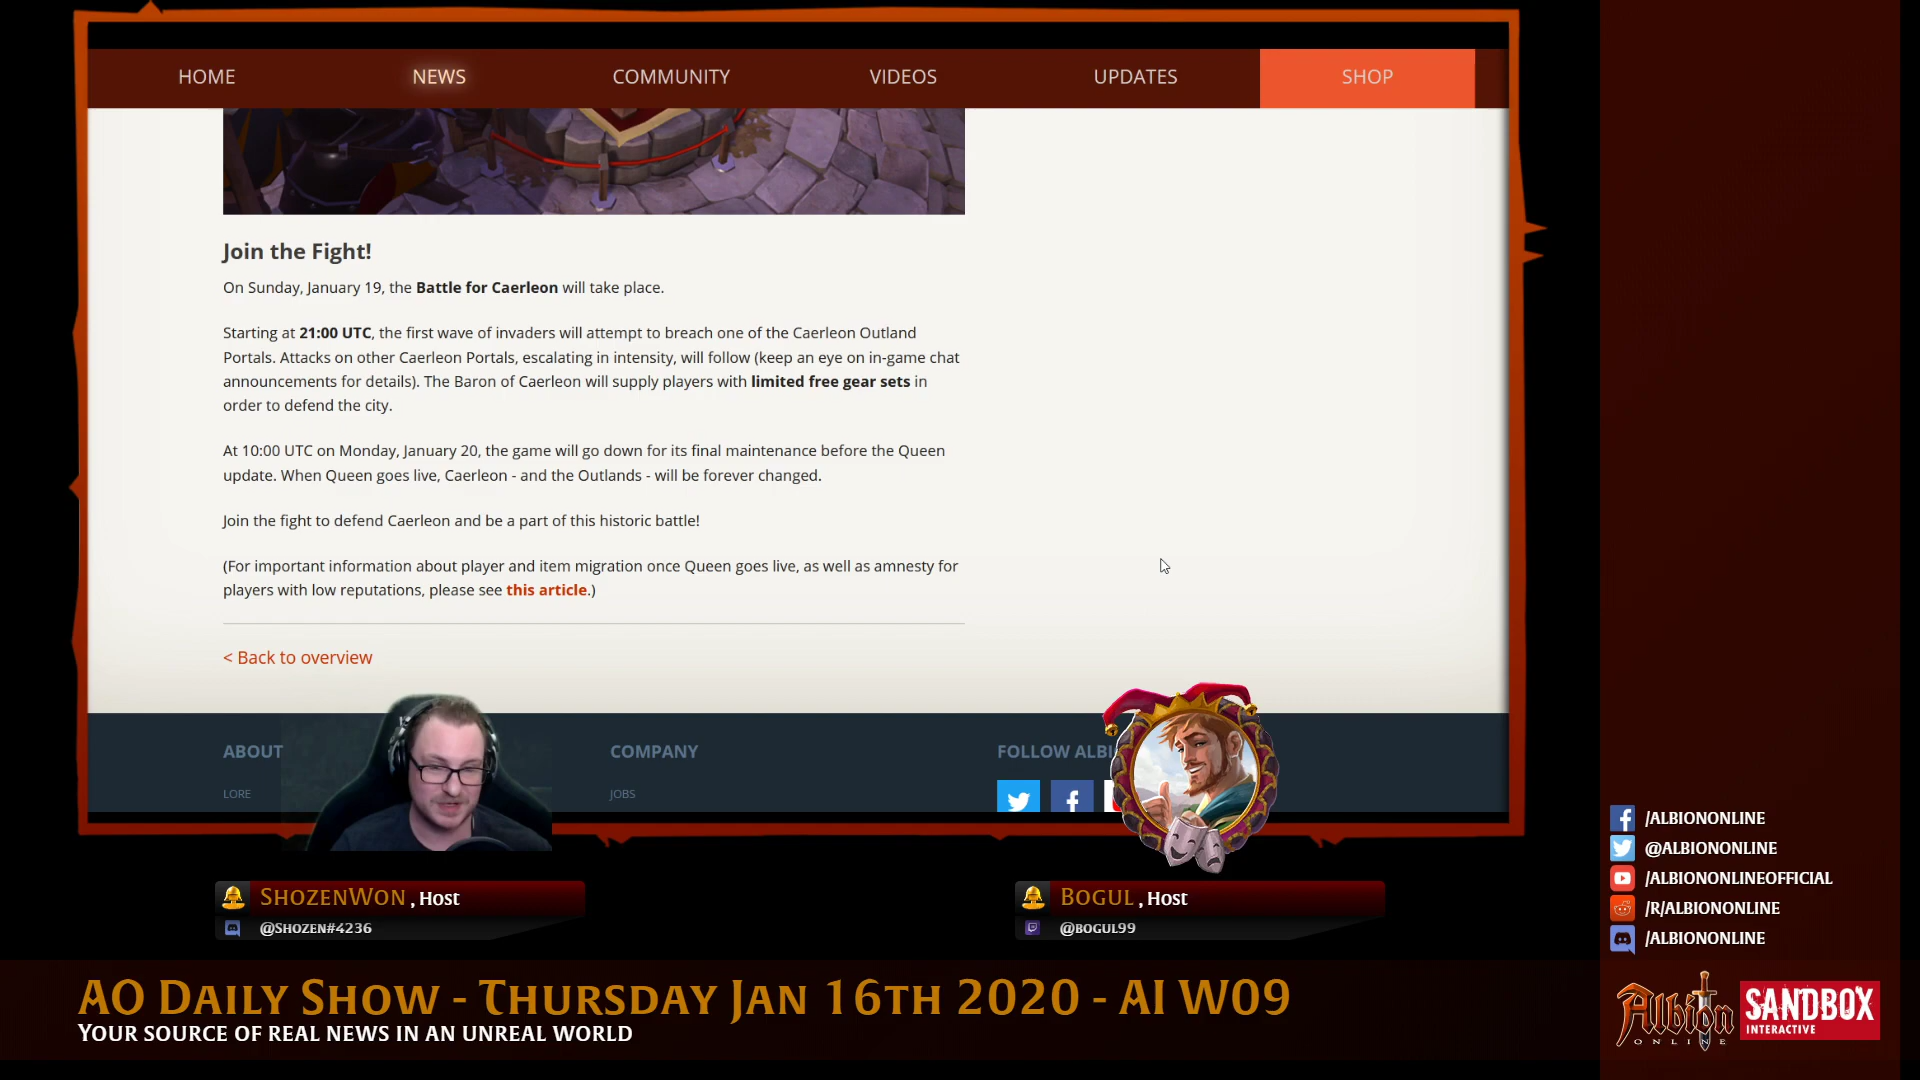 HOME NEWS COMMUNITY VIDEOS UPDATES SHOP
Join the Fight!
On Sunday, January 19, the Battle for Caerleon will take place.
Starting at 21:00 UTC, the first wave of invaders will attempt to breach one of the Caerleon Outland
Portals. Attacks on other Caerleon Portals, escalating in intensity, will follow (keep an eye on in-game chat
announcements for details). The Baron of Caerleon will supply players with limited free gear sets in
order to defend the city.
At 10:00 UTC on Monday, January 20, the game will go down for its final maintenance before the Queen
update. When Queen goes live, Caerleon - and the Outlands - will be forever changed.
Join the fight to defend Caerleon and be a part of this historic battle!
(For important information about player and item migration once Queen goes live, as well as amnesty for
players with low reputations, please see this article.)
< Back to overview
ABOUT COMPANY FOLLOW ALBI
LORE JOBS
SHOZENWON , HOST
@SHOZEN#4236
BOGUL , HOST
@BOGUL99
/ALBIONONLINE
@ALBIONONLINE
/ALBIONONLINEOFFICIAL
/R/ALBIONONLINE
/ALBIONONLINE
AO DAILY SHOW - THURSDAY JAN 16TH 2020 - AI W09
YOUR SOURCE OF REAL NEWS IN AN UNREAL WORLD
Albion
ONLINE
SANDBOX
INTERACTIVE